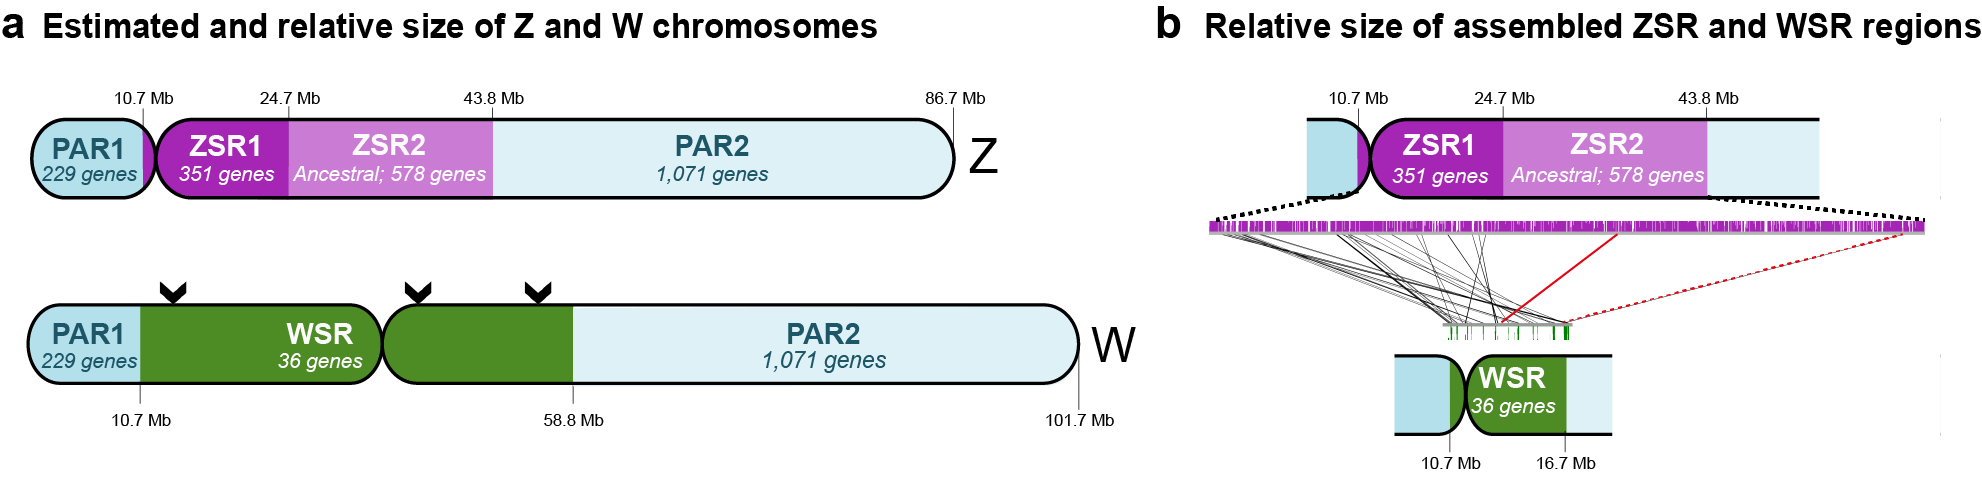 a Estimated and relative size of Z and W chromosomes
10.7 Mb 24.7 Mb 43.8 Mb 86.7 Mb
PAR1 ZSR1 ZSR2 PAR2
229 genes 351 genes Ancestral; 578 genes 1,071 genes
Z
PAR1 WSR PAR2
229 genes 36 genes 1,071 genes
W
10.7 Mb 58.8 Mb 101.7 Mb
b Relative size of assembled ZSR and WSR regions
10.7 Mb 24.7 Mb 43.8 Mb
ZSR1 ZSR2
351 genes Ancestral; 578 genes
WSR
36 genes
10.7 Mb 16.7 Mb